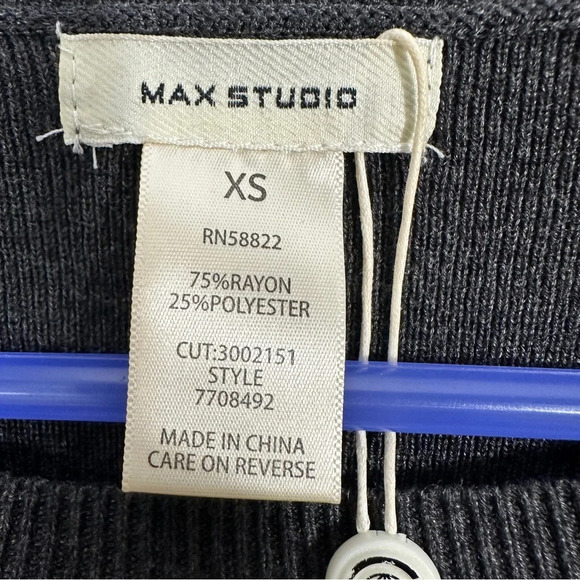 MAX STUDIO
XS
RN58822
75%RAYON
25%POLYESTER
CUT:3002151
STYLE
7708492
MADE IN CHINA
CARE ON REVERSE